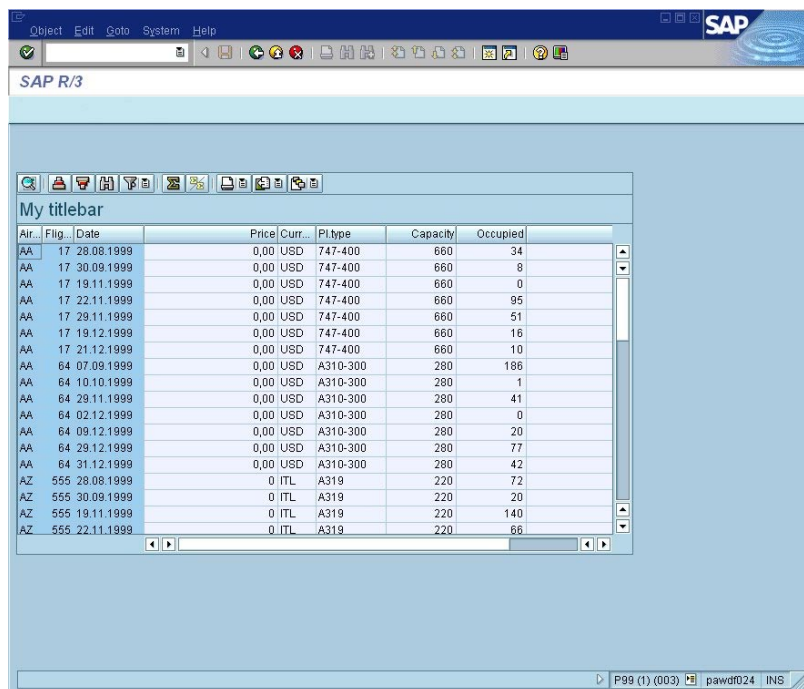 Object Edit Goto System Help
SAP
SAP R/3
My titlebar
Air... Flig... Date Price Curr... Pl.type Capacity Occupied
AA 17 28.08.1999 0,00 USD 747-400 660 34
AA 17 30.09.1999 0,00 USD 747-400 660 8
AA 17 19.11.1999 0,00 USD 747-400 660 0
AA 17 22.11.1999 0,00 USD 747-400 660 95
AA 17 29.11.1999 0,00 USD 747-400 660 51
AA 17 19.12.1999 0,00 USD 747-400 660 16
AA 17 21.12.1999 0,00 USD 747-400 660 10
AA 64 07.09.1999 0,00 USD A310-300 280 186
AA 64 10.10.1999 0,00 USD A310-300 280 1
AA 64 29.11.1999 0,00 USD A310-300 280 41
AA 64 02.12.1999 0,00 USD A310-300 280 0
AA 64 09.12.1999 0,00 USD A310-300 280 20
AA 64 29.12.1999 0,00 USD A310-300 280 77
AA 64 31.12.1999 0,00 USD A310-300 280 42
AZ 555 28.08.1999 0 ITL A319 220 72
AZ 555 30.09.1999 0 ITL A319 220 20
AZ 555 19.11.1999 0 ITL A319 220 140
AZ 555 22.11.1999 0 ITL A319 220 66
P99 (1) (003) pawdf024 INS